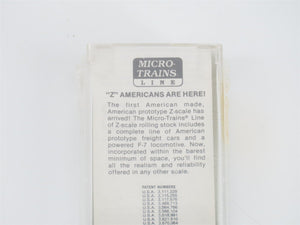 MICRO-
TRAINS
LINE
"Z" AMERICANS ARE HERE!
The first American made,
American prototype Z-scale has
arrived! The Micro-Trains® Line
of Z-scale rolling stock includes
a complete line of American
prototype freight cars and a
powered F-7 locomotive. Now,
incorporated within the barest
minimum of space, you'll find
all the realism and reliability
offered in any other scale.
PATENT NUMBERS
U.S.A.
U.S.A.
U.S.A.
U.S.A.
U.S.A.
U.S.A.
U.S.A.
U.S.A.
U.S.A.